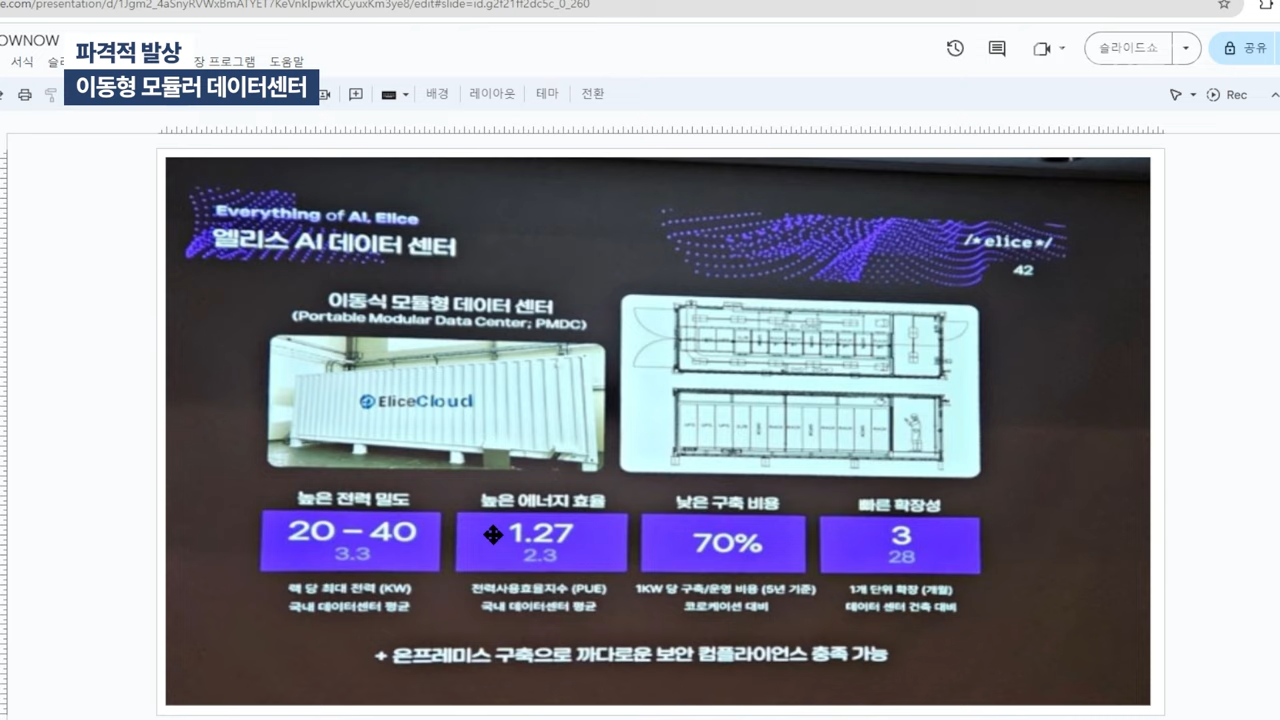 OWNOW
파격적 발상
이동형 모듈러 데이터센터
서식
장 프로그램
도움말
슬라이드쇼
공유
배경
레이아웃
테마
전환
Rec
Everything of AI, Elice
엘리스 AI 데이터 센터
/*elice*/
42
이동식 모듈형 데이터 센터
(Portable Modular Data Center; PMDC)
EliceCloud
높은 전력 밀도
20 – 40
3.3
랙 당 최대 전력 (KW)
국내 데이터센터 평균
높은 에너지 효율
1.27
2.3
전력사용효율지수 (PUE)
국내 데이터센터 평균
낮은 구축 비용
70%
1KW 당 구축/운영 비용 (5년 기준)
코로케이션 대비
빠른 확장성
3
28
1개 단위 확장 (개월)
데이터 센터 건축 대비
+ 온프레미스 구축으로 까다로운 보안 컴플라이언스 충족 가능